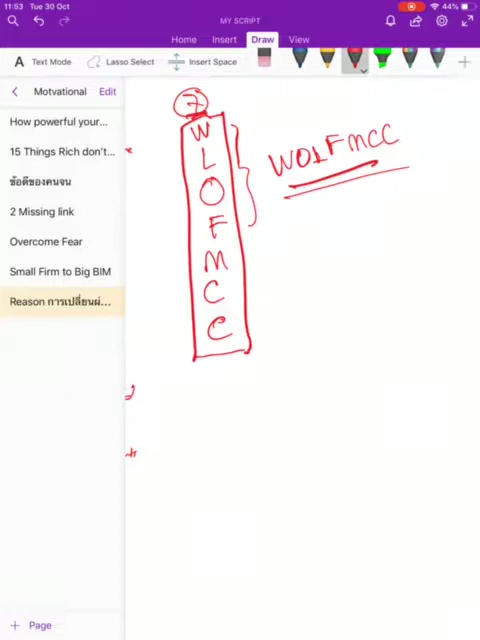 11:53 Tue 30 Oct 44%
MY SCRIPT
Home Insert Draw View
A Text Mode Lasso Select Insert Space
Motvational Edit
How powerful your...
15 Things Rich don't...
ข้อดีของคนจน
2 Missing link
Overcome Fear
Small Firm to Big BIM
Reason การเปลี่ยนผ่...
+ Page
7
W
L
O
F
M
C
C
WOLFMCC